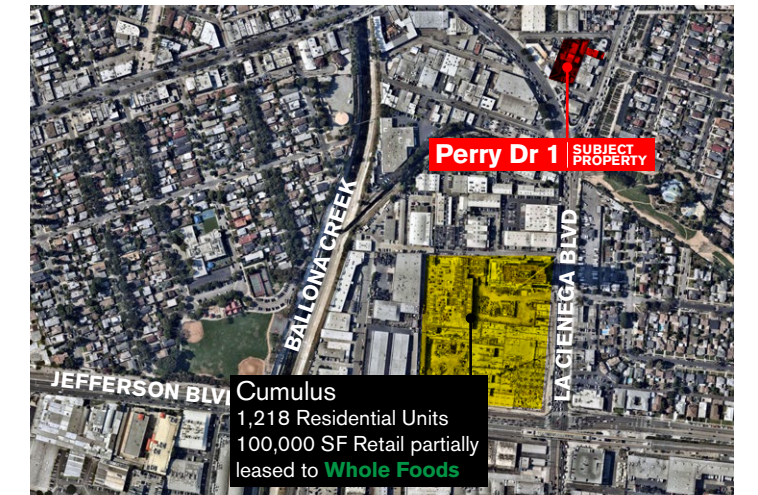 Perry Dr 1
SUBJECT
PROPERTY
BALLONA CREEK
LA CIENEGA BLVD
JEFFERSON BLV
Cumulus
1,218 Residential Units
100,000 SF Retail partially
leased to Whole Foods